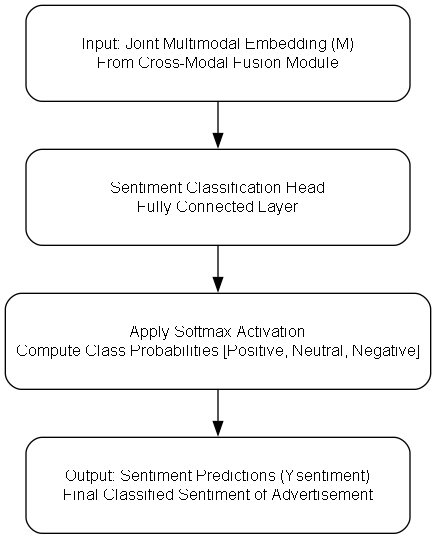 Input: Joint Multimodal Embedding (M)
From Cross-Modal Fusion Module
Sentiment Classification Head
Fully Connected Layer
Apply Softmax Activation
Compute Class Probabilities [Positive, Neutral, Negative]
Output: Sentiment Predictions (Ysentiment)
Final Classified Sentiment of Advertisement